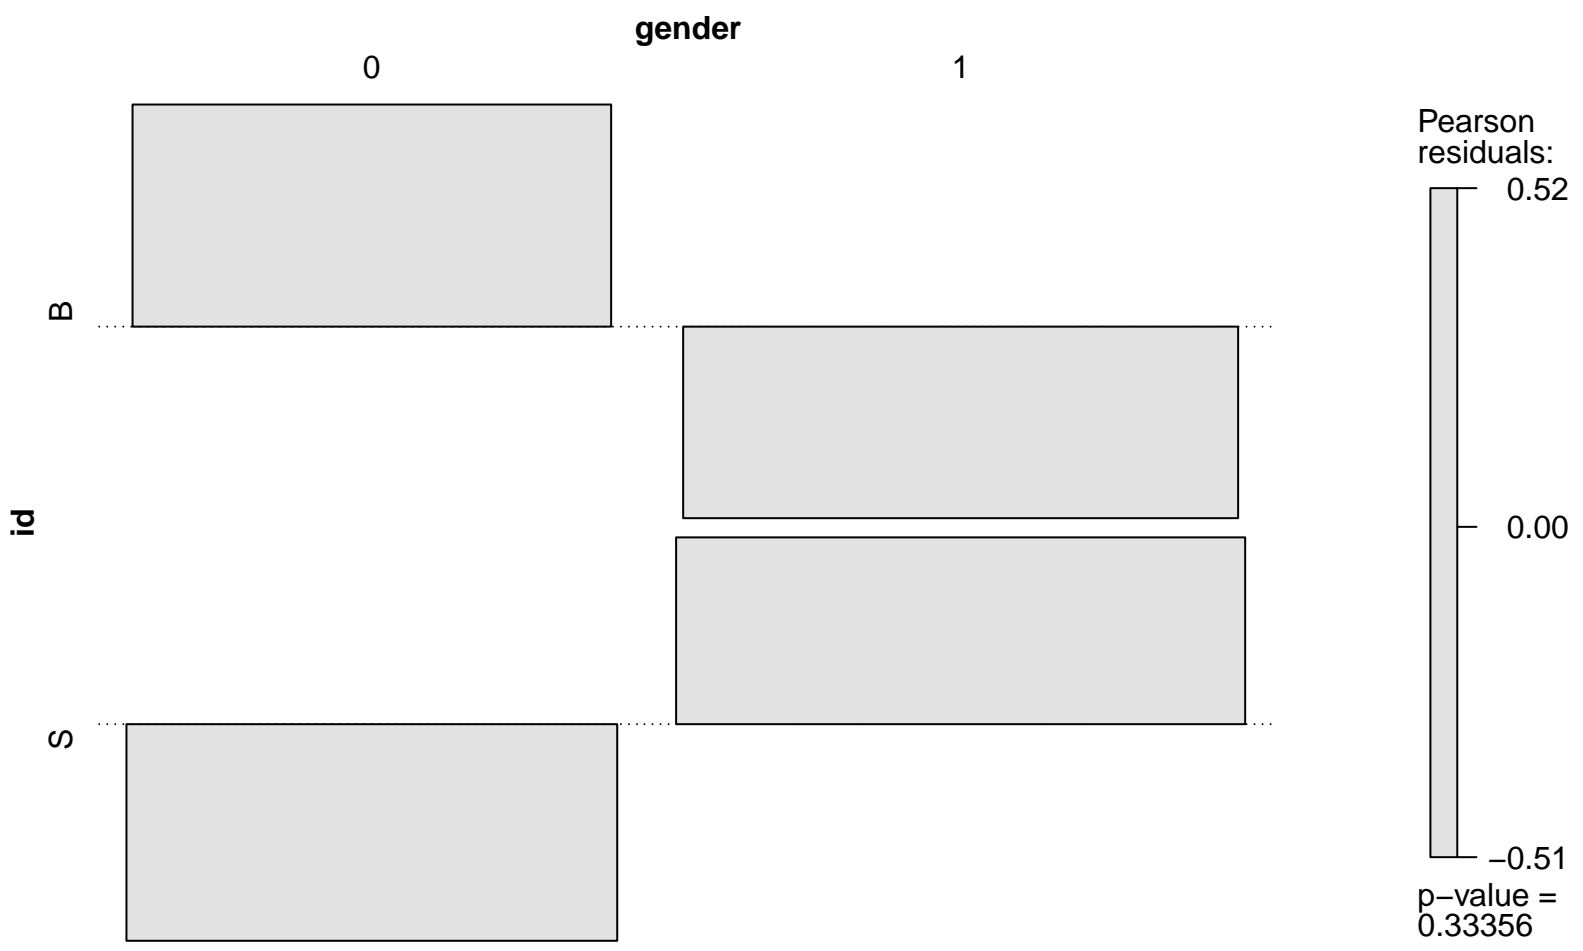 gender
0
1
B
id
S
Pearson
residuals:
0.52
0.00
−0.51
p−value =
0.33356